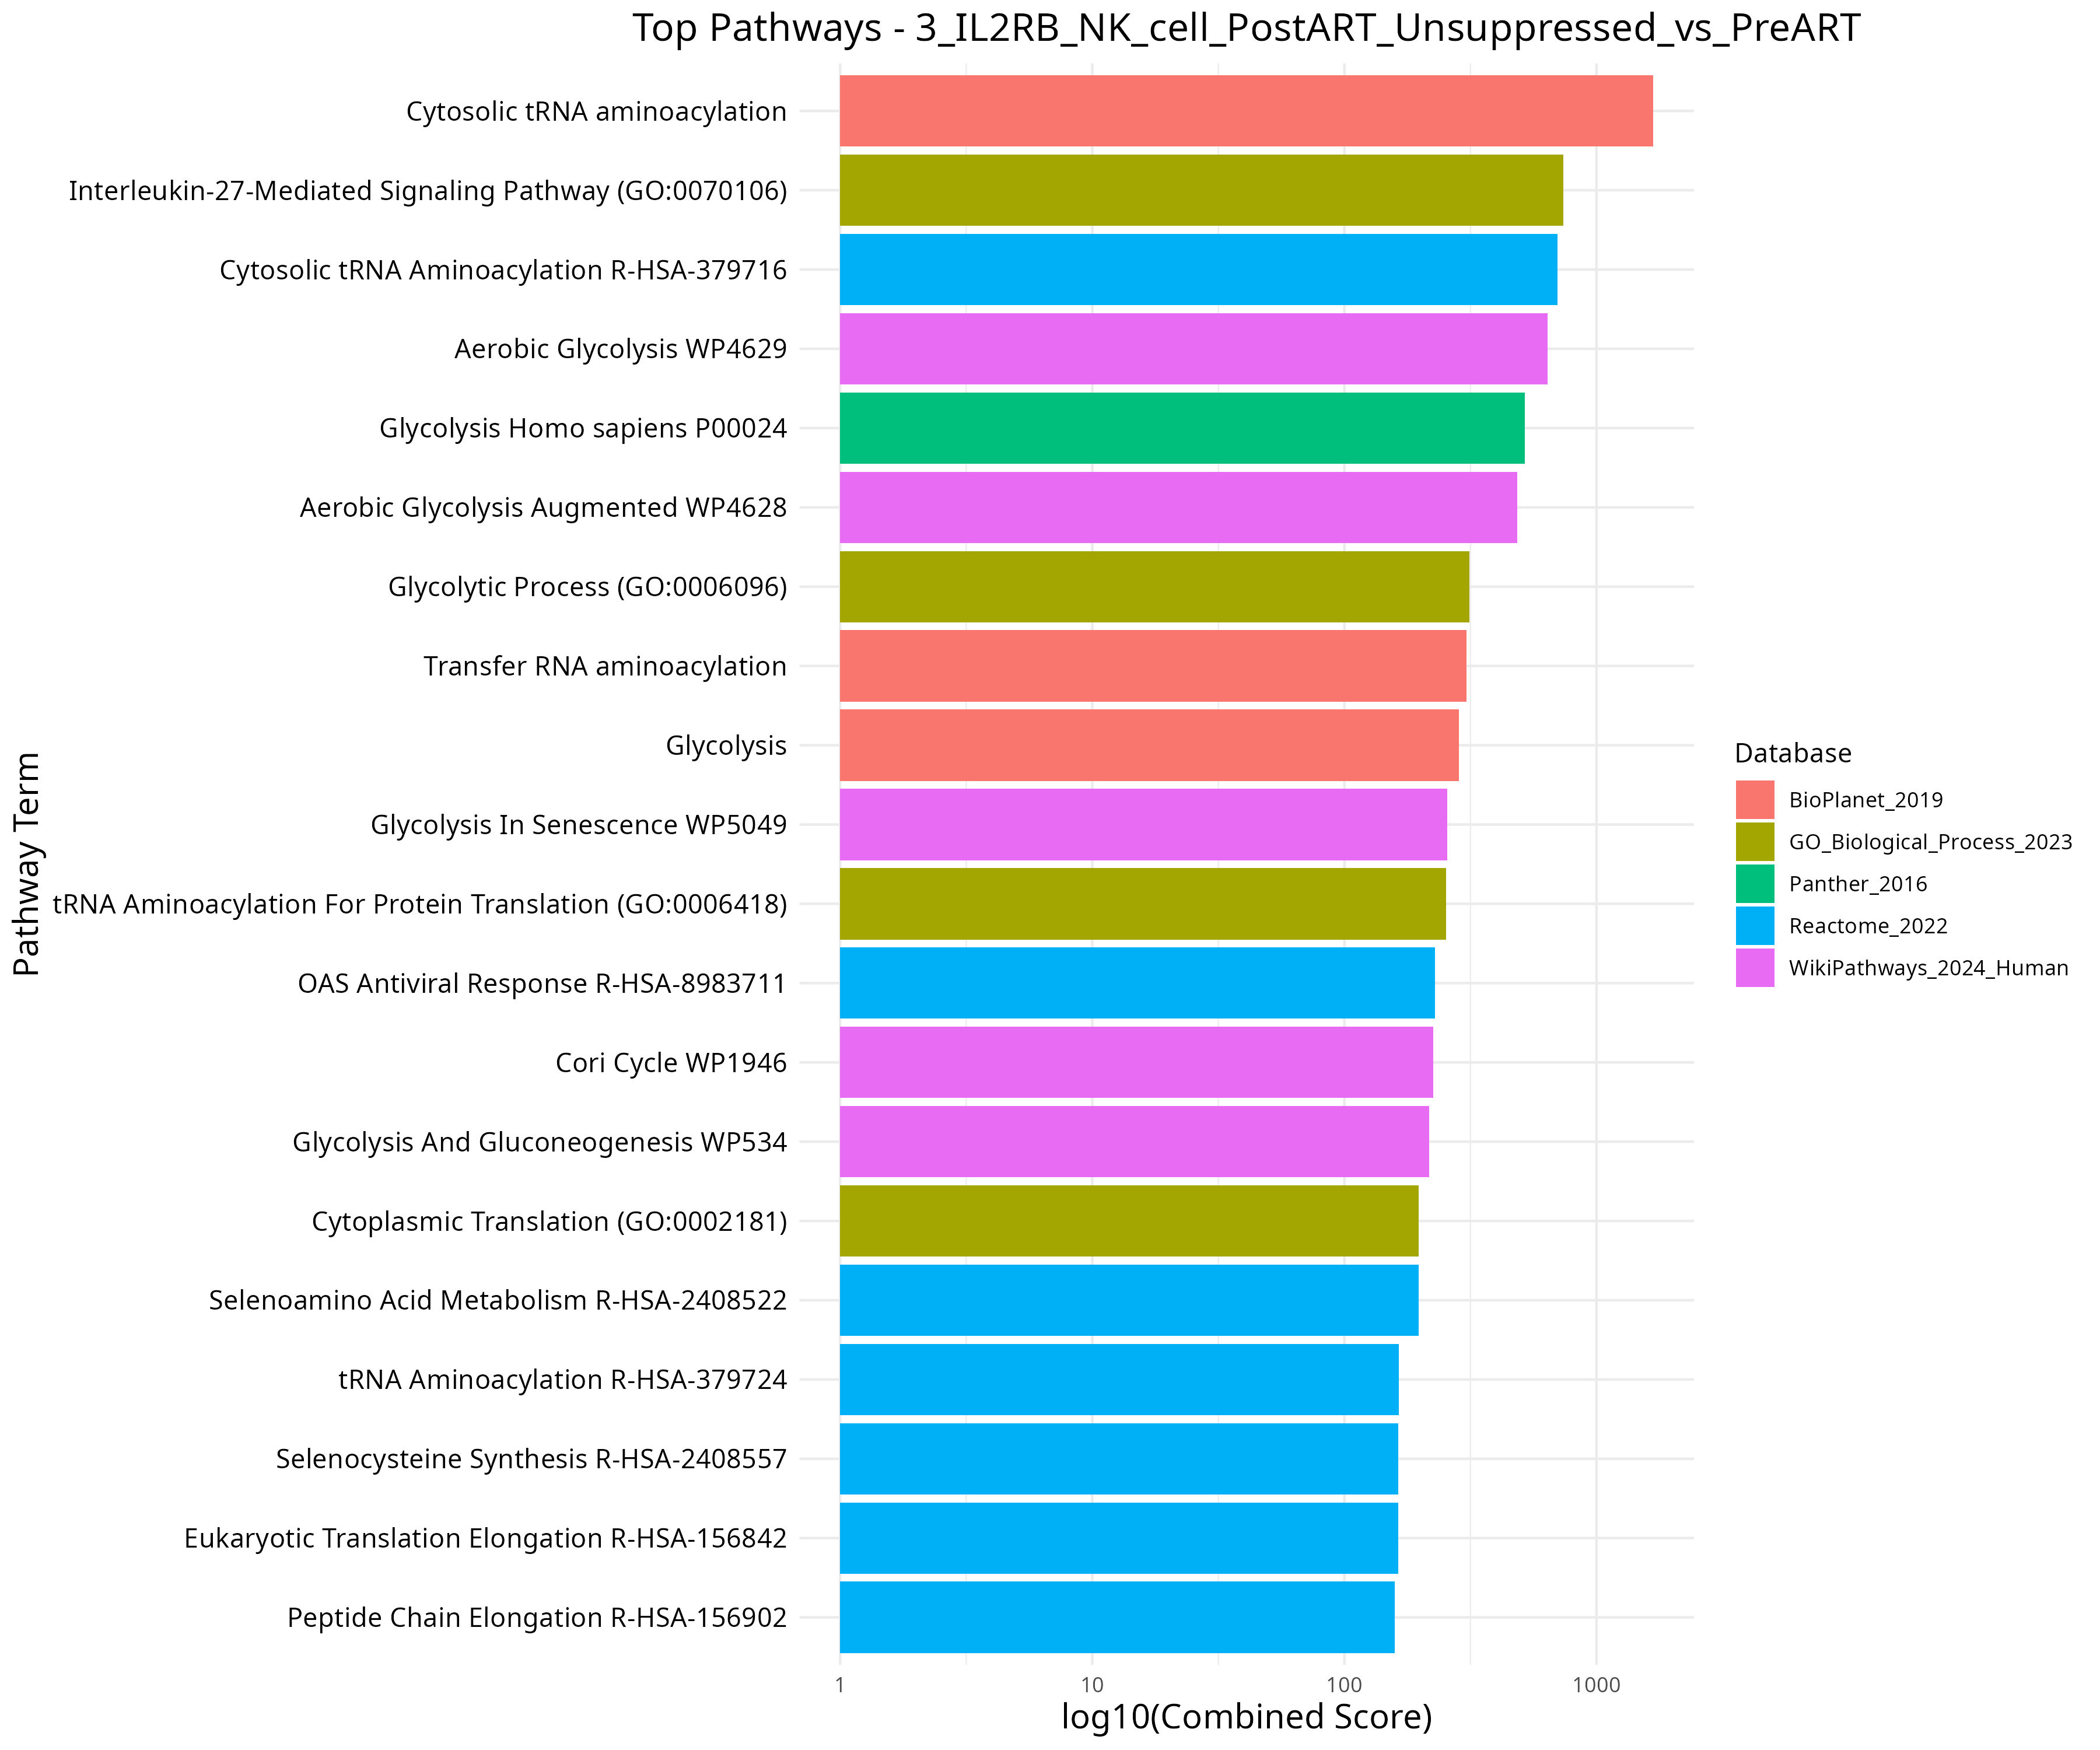 Top Pathways - 3_IL2RB_NK_cell_PostART_Unsuppressed_vs_PreART
Pathway Term
Cytosolic tRNA aminoacylation
Interleukin-27-Mediated Signaling Pathway (GO:0070106)
Cytosolic tRNA Aminoacylation R-HSA-379716
Aerobic Glycolysis WP4629
Glycolysis Homo sapiens P00024
Aerobic Glycolysis Augmented WP4628
Glycolytic Process (GO:0006096)
Transfer RNA aminoacylation
Glycolysis
Glycolysis In Senescence WP5049
tRNA Aminoacylation For Protein Translation (GO:0006418)
OAS Antiviral Response R-HSA-8983711
Cori Cycle WP1946
Glycolysis And Gluconeogenesis WP534
Cytoplasmic Translation (GO:0002181)
Selenoamino Acid Metabolism R-HSA-2408522
tRNA Aminoacylation R-HSA-379724
Selenocysteine Synthesis R-HSA-2408557
Eukaryotic Translation Elongation R-HSA-156842
Peptide Chain Elongation R-HSA-156902
1 10 100 1000
log10(Combined Score)
Database
BioPlanet_2019
GO_Biological_Process_2023
Panther_2016
Reactome_2022
WikiPathways_2024_Human